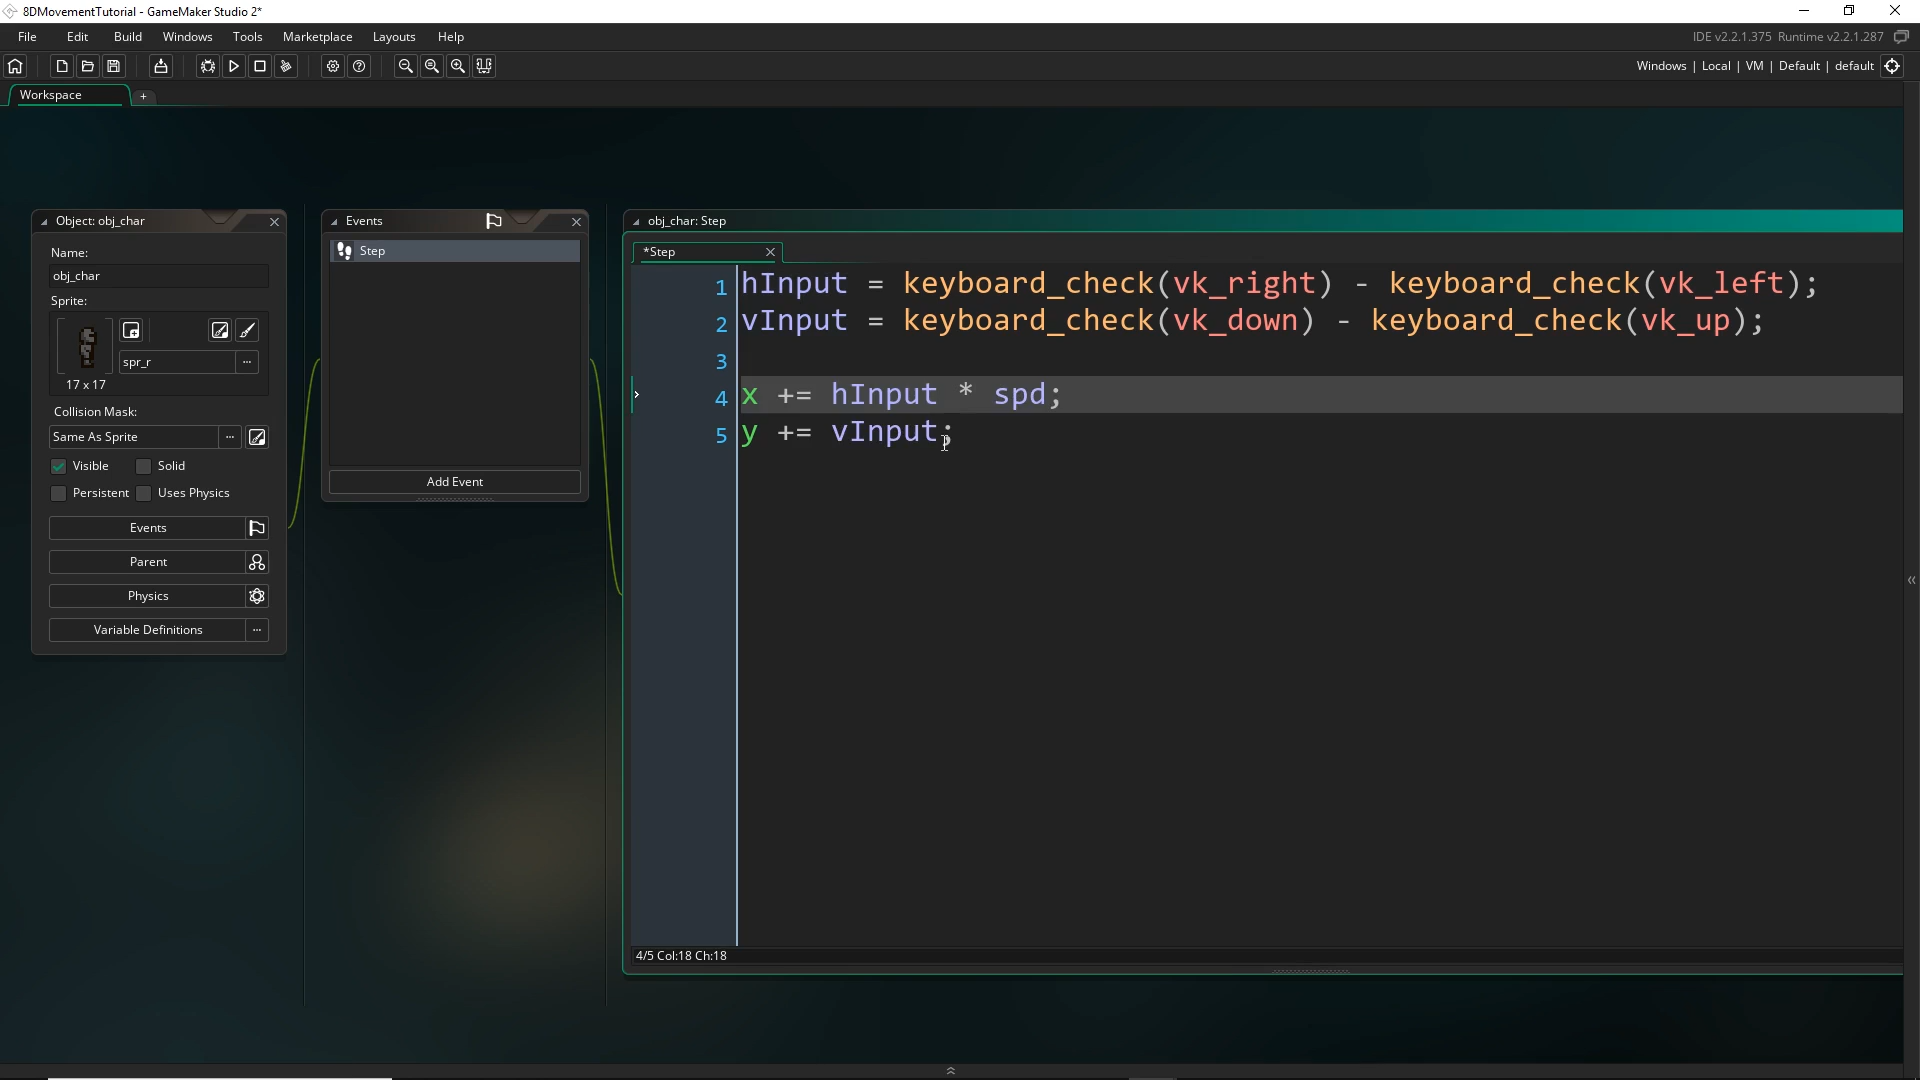 8DMovementTutorial - GameMaker Studio 2*
File Edit Build Windows Tools Marketplace Layouts Help
IDE v2.2.1.375 Runtime v2.2.1.287
Windows | Local | VM | Default | default
Workspace +
Object: obj_char
Name:
obj_char
Sprite:
spr_r ...
17 x 17
Collision Mask:
Same As Sprite ...
Visible Solid
Persistent Uses Physics
Events
Parent
Physics
Variable Definitions ...
Events
Step
Add Event
obj_char: Step
*Step
1 hInput = keyboard_check(vk_right) - keyboard_check(vk_left);
2 vInput = keyboard_check(vk_down) - keyboard_check(vk_up);
3
4 x += hInput * spd;
5 y += vInput;
4/5 Col:18 Ch:18